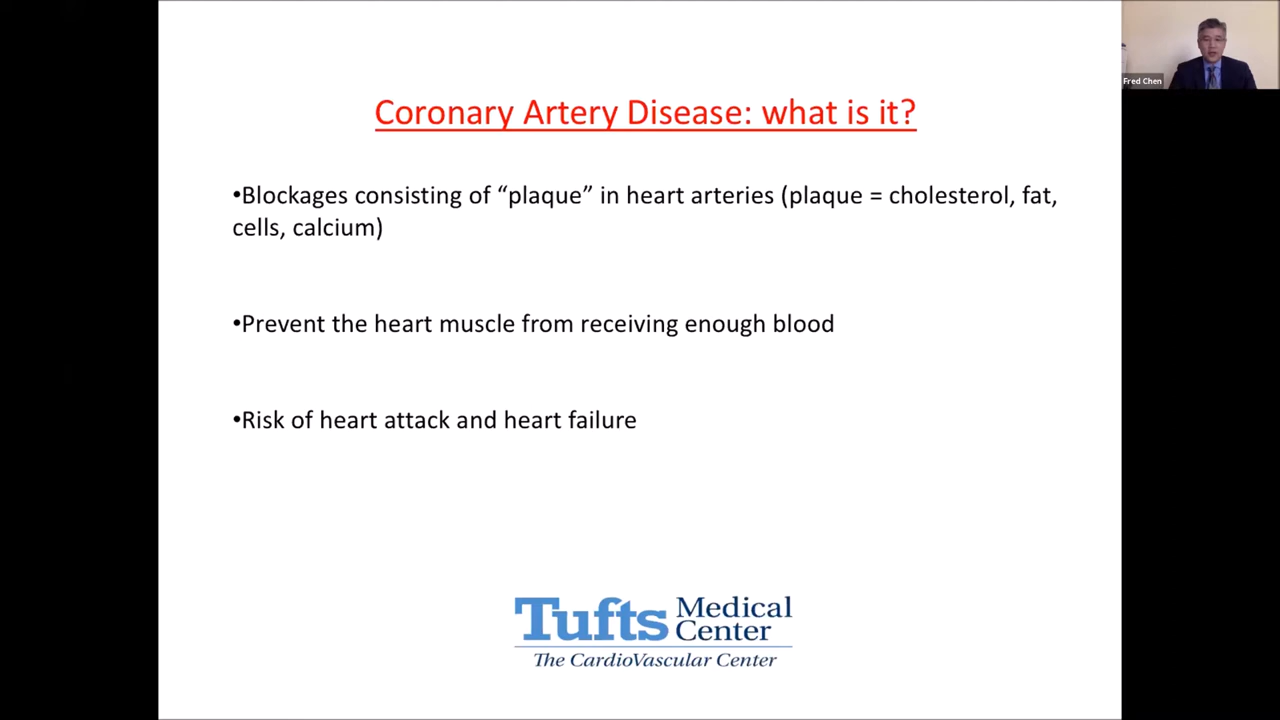 Fred Chen
Coronary Artery Disease: what is it?
•Blockages consisting of “plaque” in heart arteries (plaque = cholesterol, fat,
cells, calcium)
•Prevent the heart muscle from receiving enough blood
•Risk of heart attack and heart failure
Tufts Medical
Center
The CardioVascular Center